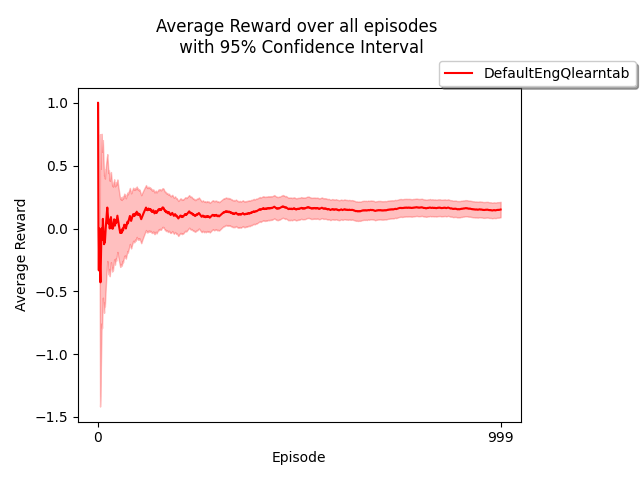 Average Reward over all episodes
with 95% Confidence Interval
DefaultEngQlearntab
1.0
0.5
0.0
−0.5
−1.0
−1.5
Average Reward
0
999
Episode